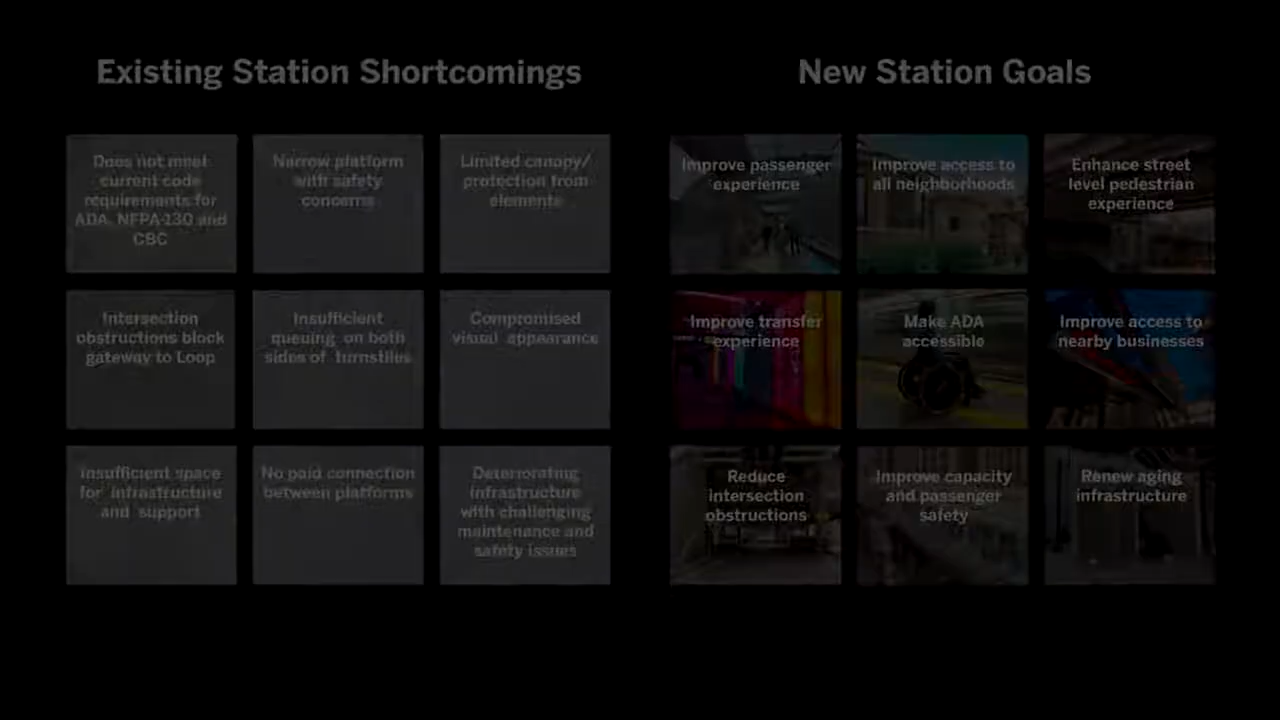 Existing Station Shortcomings
Does not meet
current code
requirements for
ADA, NFPA-130 and
CBC
Narrow platform
with safety
concerns
Limited canopy/
protection from
elements
Intersection
obstructions block
gateway to Loop
Insufficient
queuing on both
sides of turnstiles
Compromised
visual appearance
Insufficient space
for infrastructure
and support
No paid connection
between platforms
Deteriorating
infrastructure
with challenging
maintenance and
safety issues
New Station Goals
Improve passenger
experience
Improve access to
all neighborhoods
Enhance street
level pedestrian
experience
Improve transfer
experience
Make ADA
accessible
Improve access to
nearby businesses
Reduce
intersection
obstructions
Improve capacity
and passenger
safety
Renew aging
infrastructure